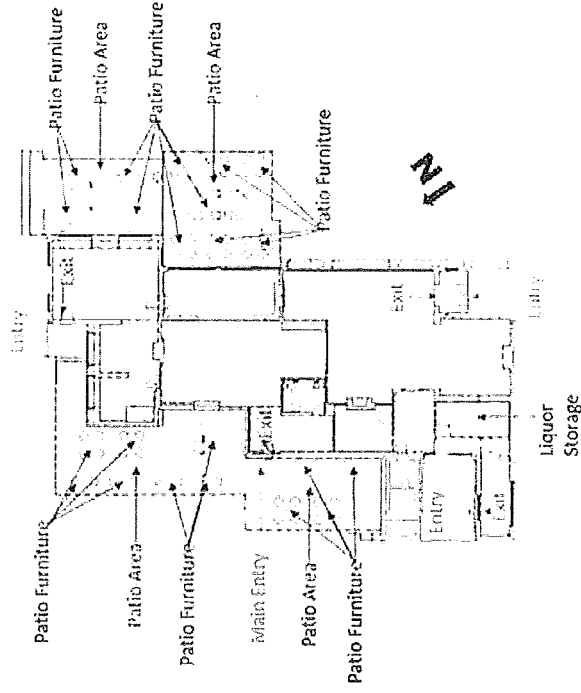 Patio Furniture
Patio Area
Patio Furniture
Patio Area
Patio Furniture
N
Entry
Exit
Exit
Entry
Liquor
Storage
Exit
Entry
Exit
Patio Furniture
Patio Area
Patio Furniture
Main Entry
Patio Area
Patio Furniture